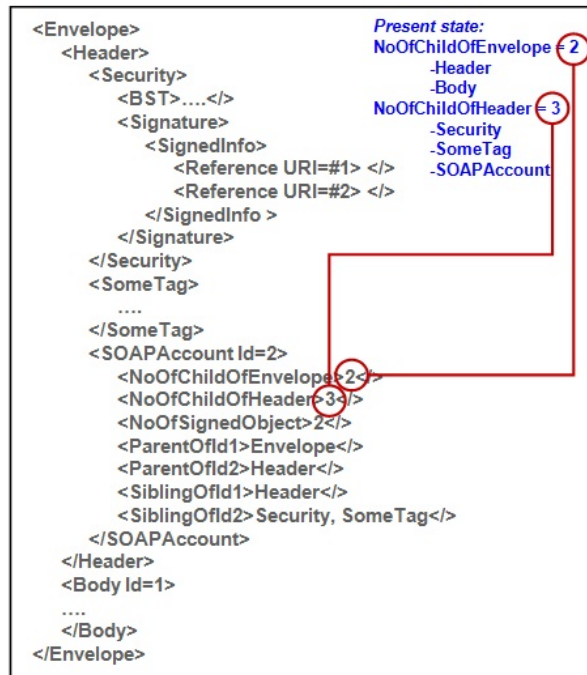 <Envelope>
<Header>
<Security>
<BST>....</>
<Signature>
<SignedInfo>
<Reference URI=#1> </>
<Reference URI=#2> </>
</SignedInfo >
</Signature>
</Security>
<SomeTag>
....
</SomeTag>
<SOAPAccount Id=2>
<NoOfChildOfEnvelope>2</>
<NoOfChildOfHeader>3</>
<NoOfSignedObject>2</>
<ParentOfId1>Envelope</>
<ParentOfId2>Header</>
<SiblingOfId1>Header</>
<SiblingOfId2>Security, SomeTag</>
</SOAPAccount>
</Header>
<Body Id=1>
....
</Body>
</Envelope>
Present state:
NoOfChildOfEnvelope = 2
-Header
-Body
NoOfChildOfHeader = 3
-Security
-SomeTag
-SOAPAccount